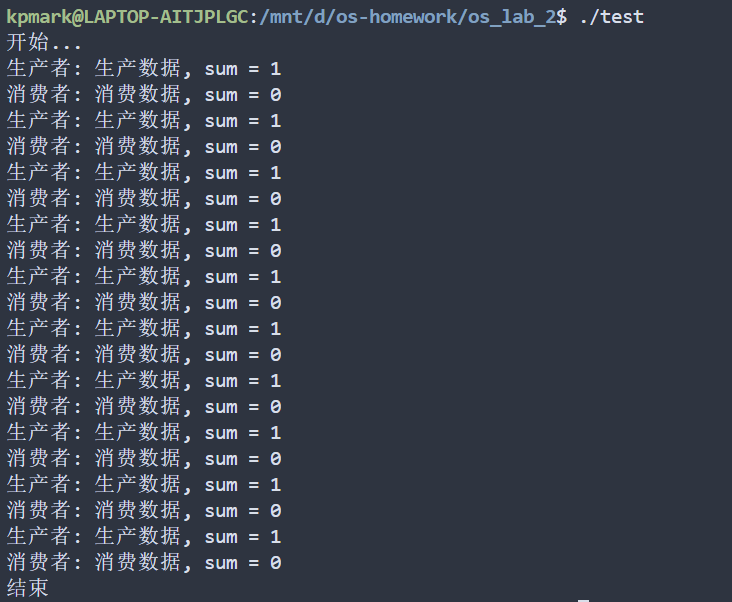 kpmark@LAPTOP-AITJPLGC:/mnt/d/os-homework/os_lab_2$ ./test
开始...
生产者: 生产数据, sum = 1
消费者: 消费数据, sum = 0
生产者: 生产数据, sum = 1
消费者: 消费数据, sum = 0
生产者: 生产数据, sum = 1
消费者: 消费数据, sum = 0
生产者: 生产数据, sum = 1
消费者: 消费数据, sum = 0
生产者: 生产数据, sum = 1
消费者: 消费数据, sum = 0
生产者: 生产数据, sum = 1
消费者: 消费数据, sum = 0
生产者: 生产数据, sum = 1
消费者: 消费数据, sum = 0
生产者: 生产数据, sum = 1
消费者: 消费数据, sum = 0
生产者: 生产数据, sum = 1
消费者: 消费数据, sum = 0
生产者: 生产数据, sum = 1
消费者: 消费数据, sum = 0
结束